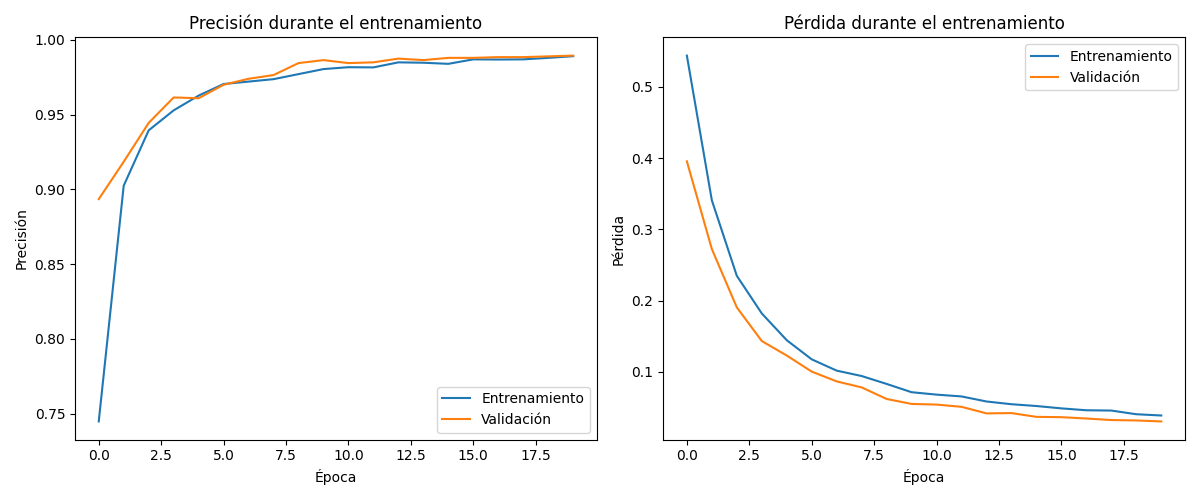 Precisión durante el entrenamiento
1.00
0.95
0.90
0.85
0.80
0.75
Precisión
Entrenamiento
Validación
0.0 2.5 5.0 7.5 10.0 12.5 15.0 17.5
Época
Pérdida durante el entrenamiento
0.5
0.4
0.3
0.2
0.1
Pérdida
Entrenamiento
Validación
0.0 2.5 5.0 7.5 10.0 12.5 15.0 17.5
Época